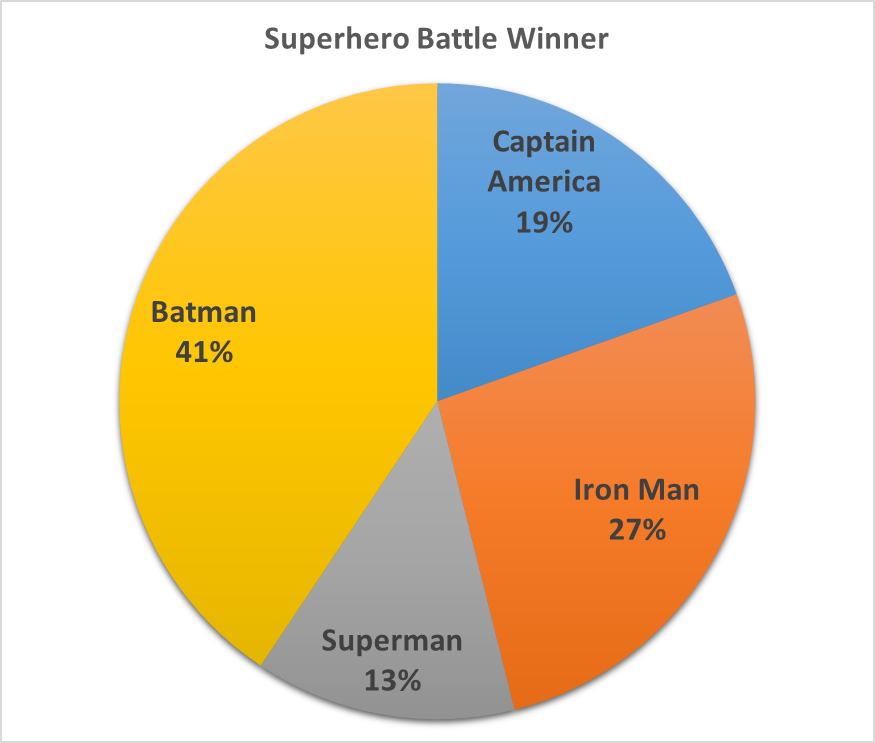 Superhero Battle Winner
Captain
America
19%
Batman
41%
Iron Man
27%
Superman
13%